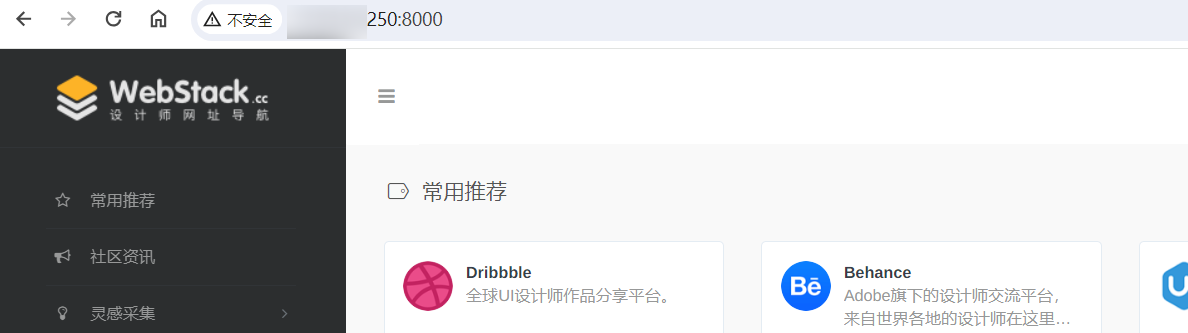 不安全 250:8000
WebStack.cc
设计师网址导航
常用推荐
社区资讯
灵感采集
常用推荐
Dribbble
全球UI设计师作品分享平台。
Bē Behance
Adobe旗下的设计师交流平台，
来自世界各地的设计师在这里...